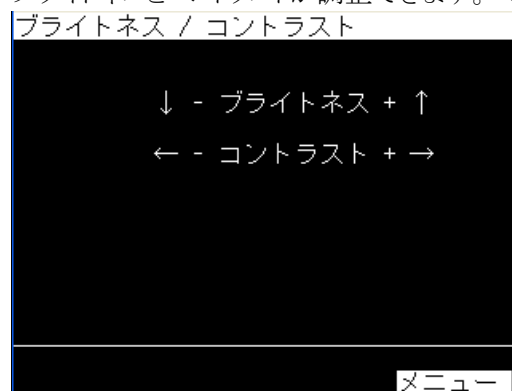 ブライトネス / コントラスト
↓ - ブライトネス + ↑
← - コントラスト + →
メニュー